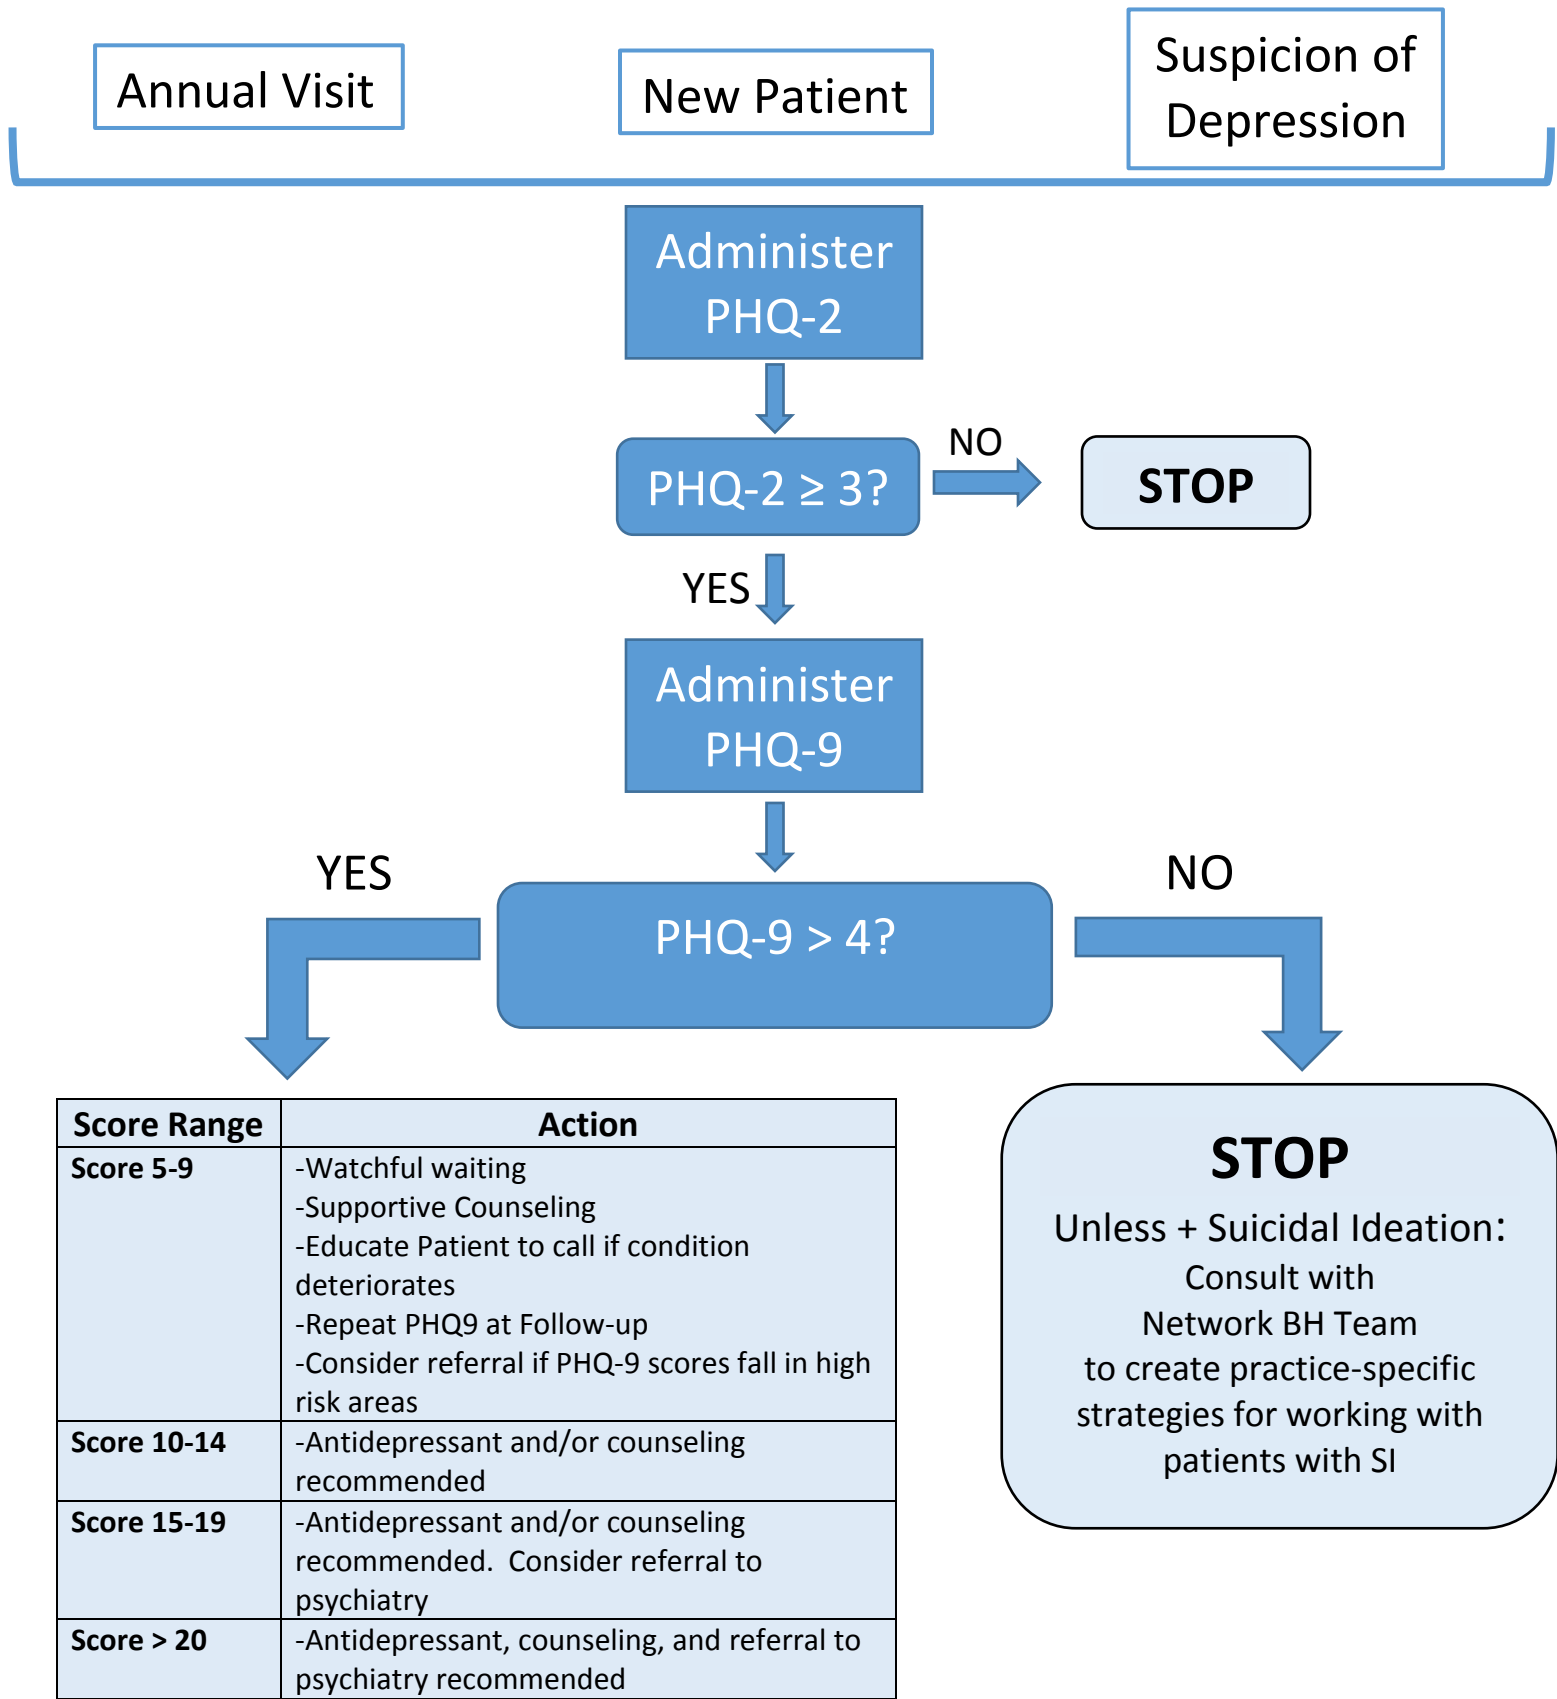 Annual Visit
New Patient
Suspicion of
Depression
Administer
PHQ-2
PHQ-2 ≥ 3?
NO
STOP
YES
Administer
PHQ-9
YES
NO
PHQ-9 > 4?
Score Range
Action
Score 5-9
-Watchful waiting
-Supportive Counseling
-Educate Patient to call if condition
deteriorates
-Repeat PHQ9 at Follow-up
-Consider referral if PHQ-9 scores fall in high
risk areas
Score 10-14
-Antidepressant and/or counseling
recommended
Score 15-19
-Antidepressant and/or counseling
recommended.  Consider referral to
psychiatry
Score > 20
-Antidepressant, counseling, and referral to
psychiatry recommended
STOP
Unless + Suicidal Ideation:
Consult with
Network BH Team
to create practice-specific
strategies for working with
patients with SI